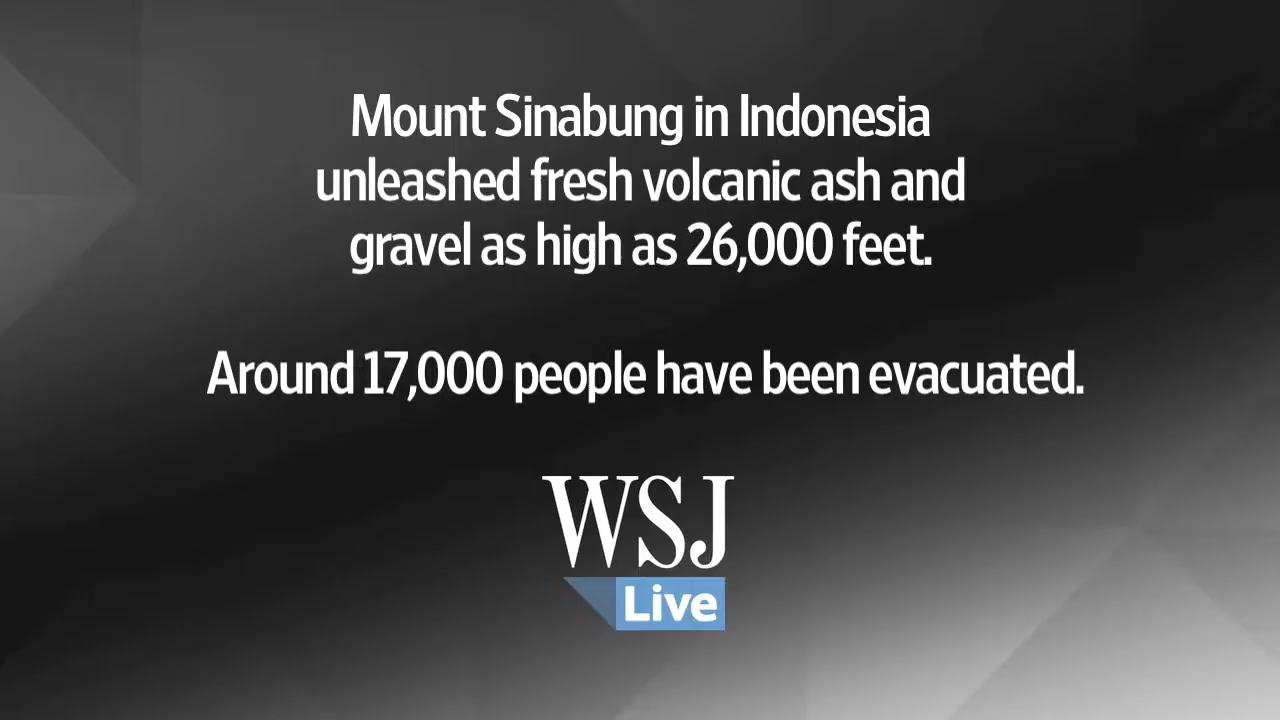 Mount Sinabung in Indonesia
unleashed fresh volcanic ash and
gravel as high as 26,000 feet.
Around 17,000 people have been evacuated.
WSJ
Live